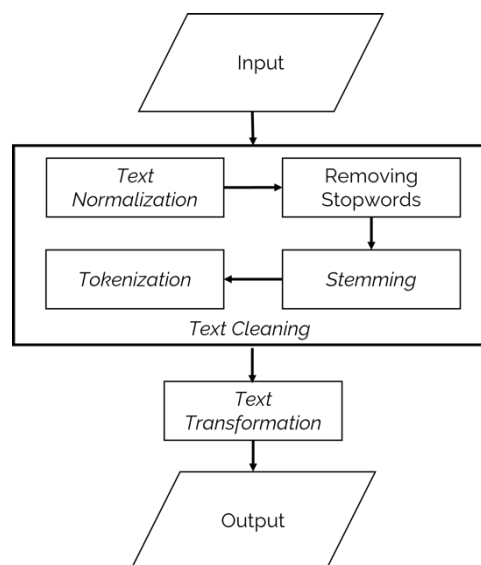 Input
Text
Normalization
Removing
Stopwords
Tokenization
Stemming
Text Cleaning
Text
Transformation
Output